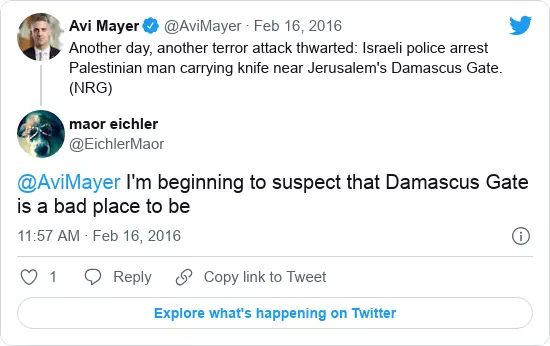 Avi Mayer @AviMayer · Feb 16, 2016
Another day, another terror attack thwarted: Israeli police arrest
Palestinian man carrying knife near Jerusalem's Damascus Gate.
(NRG)
maor eichler
@EichlerMaor
@AviMayer I'm beginning to suspect that Damascus Gate
is a bad place to be
11:57 AM · Feb 16, 2016
1 Reply Copy link to Tweet
Explore what's happening on Twitter